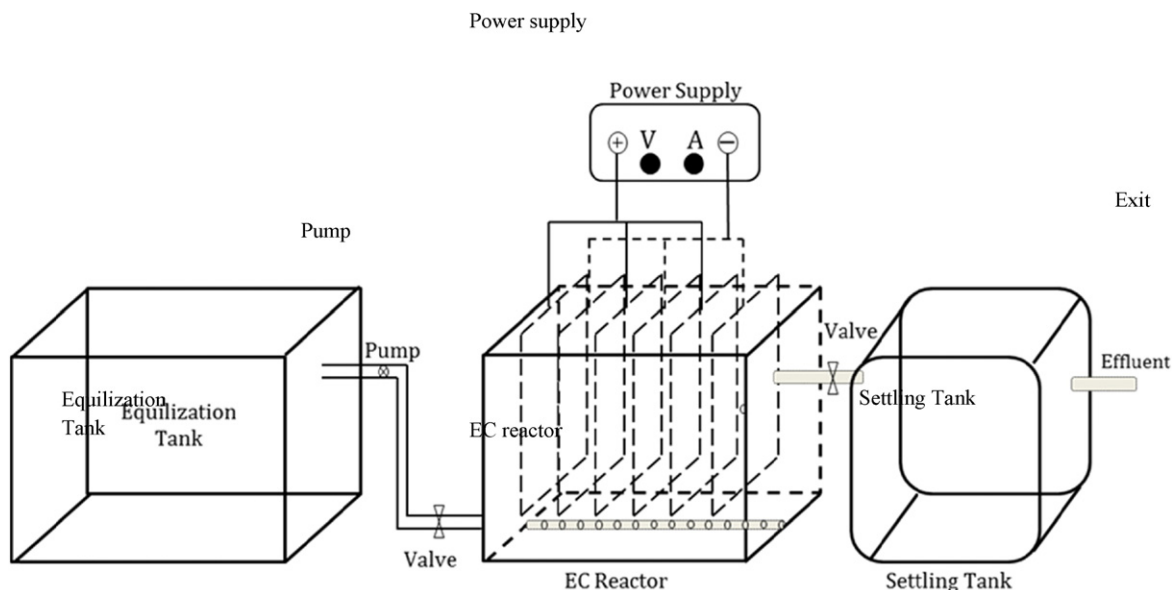 Power supply
Power Supply
+ V A −
Exit
Pump
Pump
Valve
Effluent
Equilization
Tank
Equilization
Tank
Settling Tank
EC reactor
Valve
EC Reactor
Settling Tank